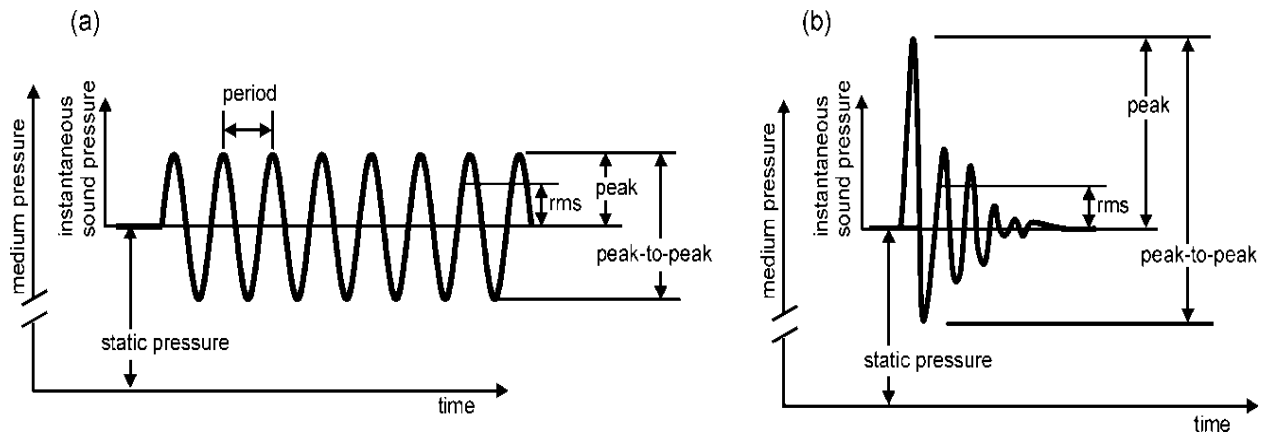 (a)
medium pressure
instantaneous
sound pressure
period
peak
rms
peak-to-peak
static pressure
time
(b)
medium pressure
instantaneous
sound pressure
peak
rms
peak-to-peak
static pressure
time